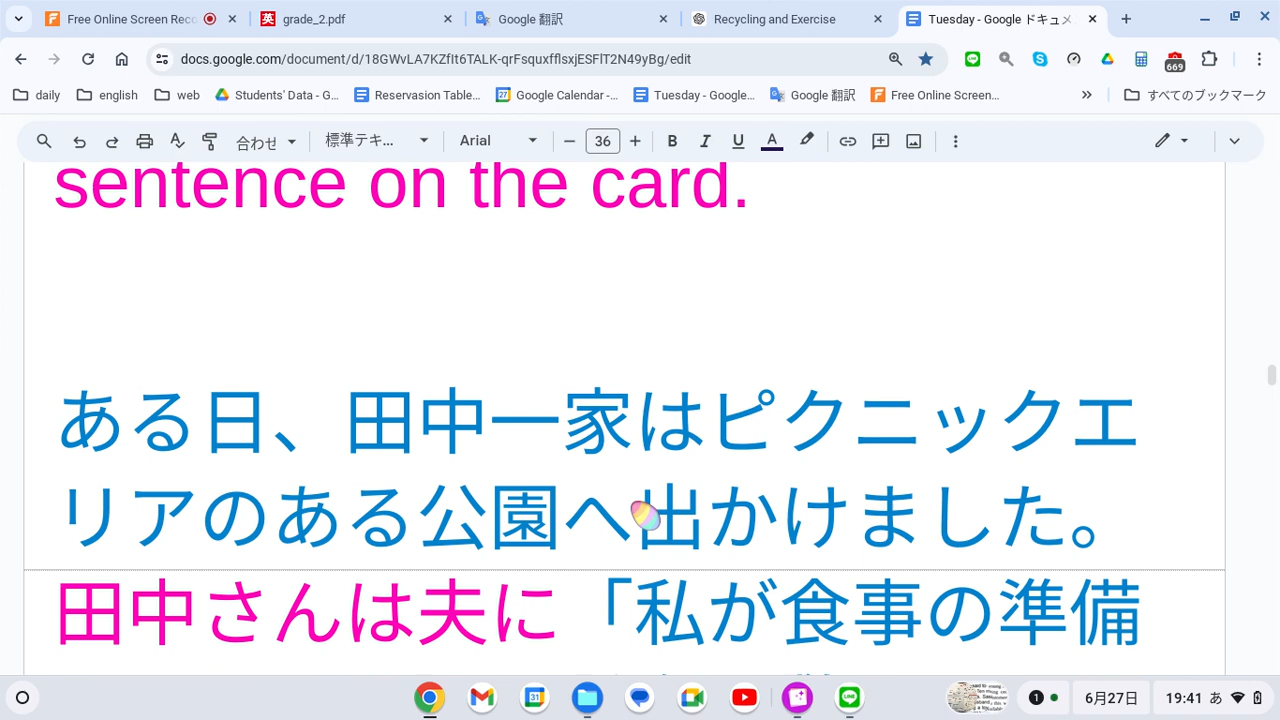 Free Online Screen Rec
grade_2.pdf
Google 翻訳
Recycling and Exercise
Tuesday - Google ドキュメ
docs.google.com/document/d/18GWvLA7KZfIt6TALK-qrFsquxfflsxjESFlT2N49yBg/edit
669
daily
english
web
Students' Data - G...
Reservasion Table...
Google Calendar -...
Tuesday - Google...
Google 翻訳
Free Online Screen...
»
すべてのブックマーク
合わせ
標準テキ...
Arial
36
B
I
U
A
sentence on the card.
ある日、田中一家はピクニックエ
リアのある公園へ出かけました。
田中さんは夫に「私が食事の準備
1
6月27日
19:41
あ